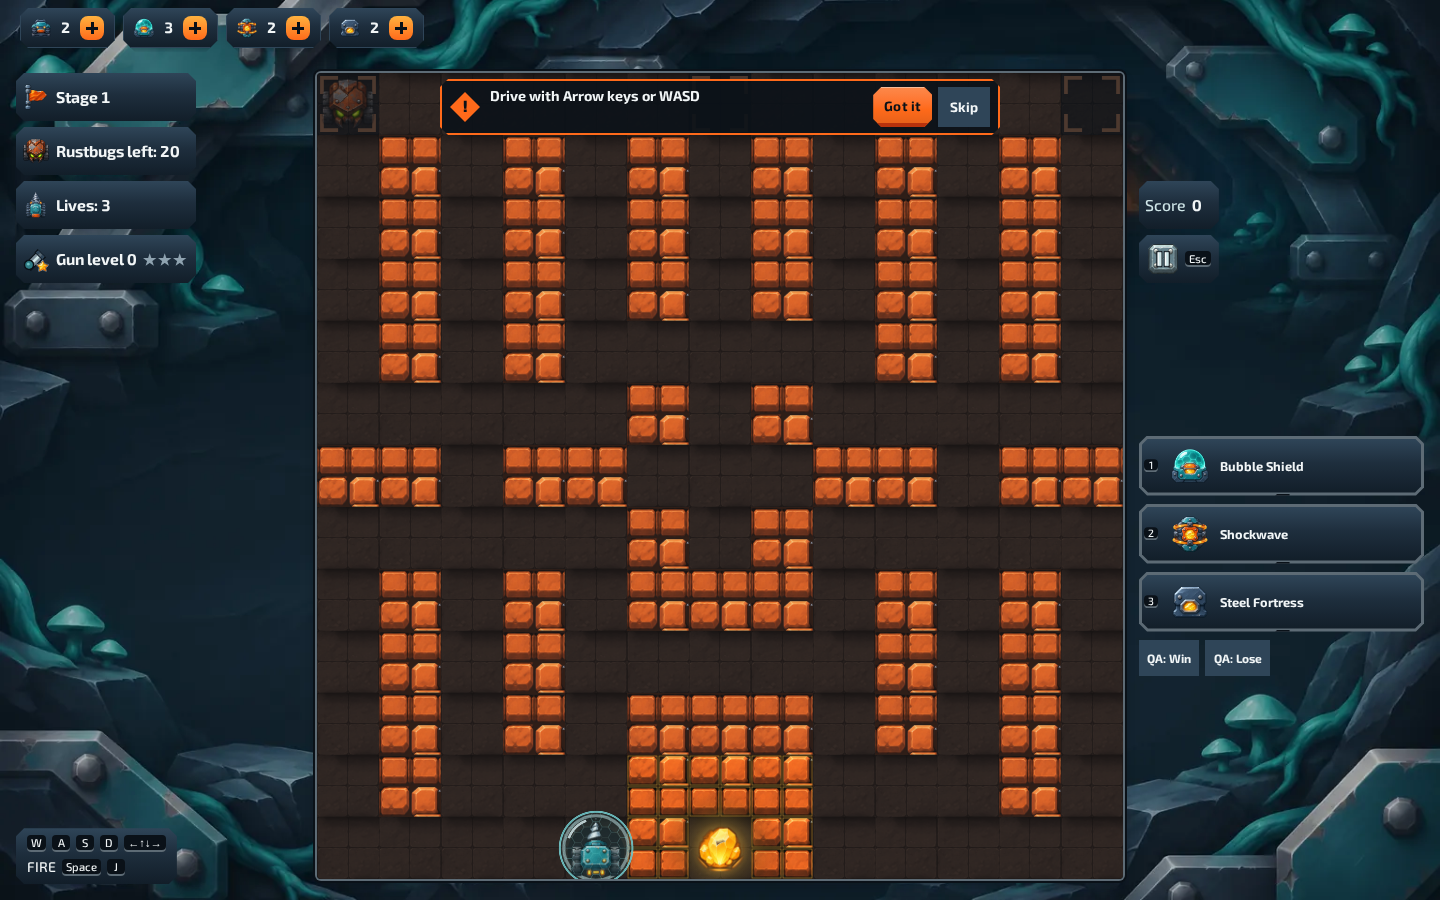 2 + 3 + 2 + 2 +
Stage 1
Rustbugs left: 20
Lives: 3
Gun level 0 ★★★
! Drive with Arrow keys or WASD Got it Skip
Score 0
Esc
1 Bubble Shield
2 Shockwave
3 Steel Fortress
QA: Win QA: Lose
W A S D ←↑↓→
FIRE Space J